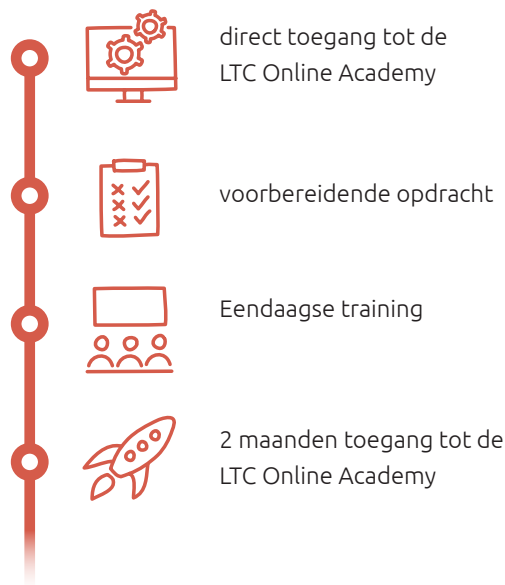 direct toegang tot de
LTC Online Academy
voorbereidende opdracht
Eendaagse training
2 maanden toegang tot de
LTC Online Academy